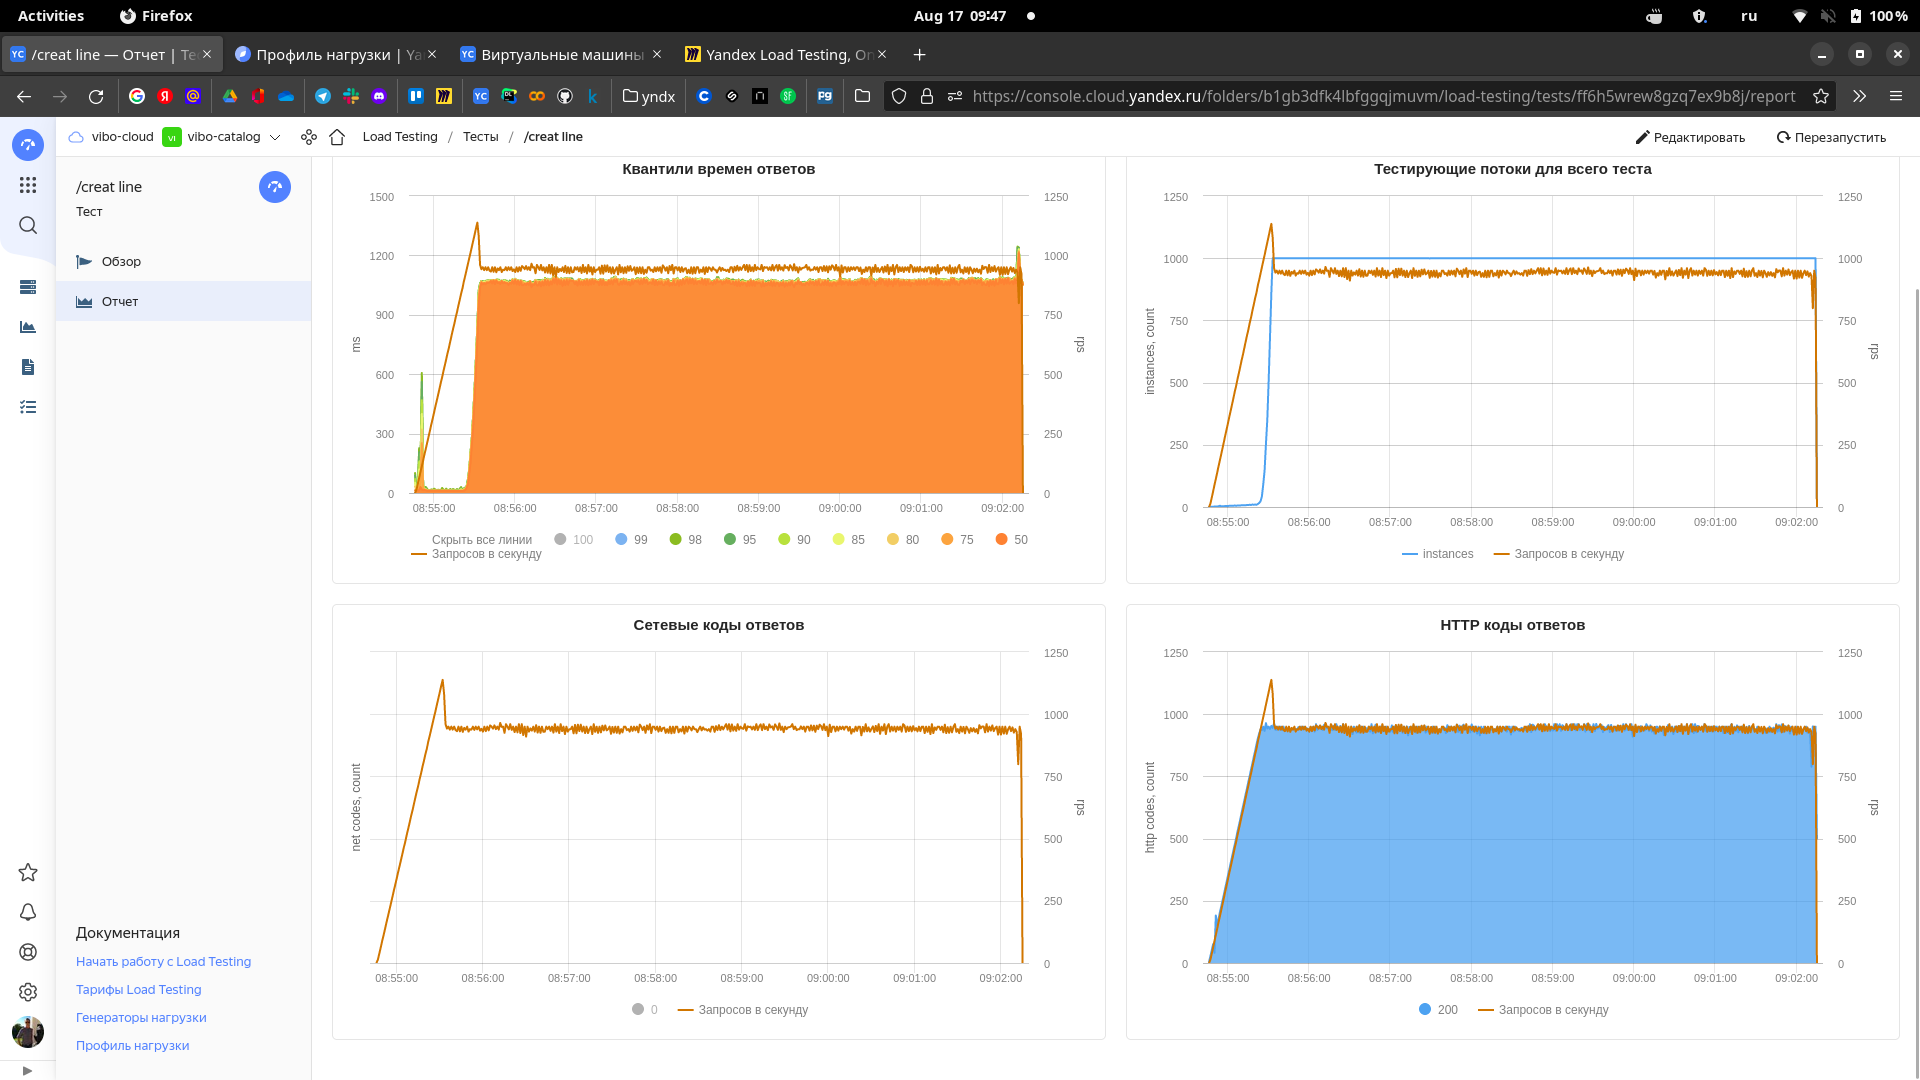 Activities
Firefox
Aug 17 09:47
ru
100 %
/creat line — Отчет | Te
Профиль нагрузки | Ya
Виртуальные машины
Yandex Load Testing, On
yndx
https://console.cloud.yandex.ru/folders/b1gb3dfk4lbfggqjmuvm/load-testing/tests/ff6h5wrew8gzq7ex9b8j/report
vibo-cloud
VI
vibo-catalog
Load Testing / Тесты / /creat line
Редактировать
Перезапустить
/creat line
Тест
Обзор
Отчет
Документация
Начать работу с Load Testing
Тарифы Load Testing
Генераторы нагрузки
Профиль нагрузки
Квантили времен ответов
1500
1200
900
600
300
0
ms
1250
1000
750
500
250
0
rps
08:55:00 08:56:00 08:57:00 08:58:00 08:59:00 09:00:00 09:01:00 09:02:00
Скрыть все линии 100 99 98 95 90 85 80 75 50
Запросов в секунду
Тестирующие потоки для всего теста
1250
1000
750
500
250
0
instances, count
1250
1000
750
500
250
0
rps
08:55:00 08:56:00 08:57:00 08:58:00 08:59:00 09:00:00 09:01:00 09:02:00
instances Запросов в секунду
Сетевые коды ответов
net codes, count
1250
1000
750
500
250
0
rps
08:55:00 08:56:00 08:57:00 08:58:00 08:59:00 09:00:00 09:01:00 09:02:00
0 Запросов в секунду
HTTP коды ответов
1250
1000
750
500
250
0
http codes, count
1250
1000
750
500
250
0
rps
08:55:00 08:56:00 08:57:00 08:58:00 08:59:00 09:00:00 09:01:00 09:02:00
200 Запросов в секунду